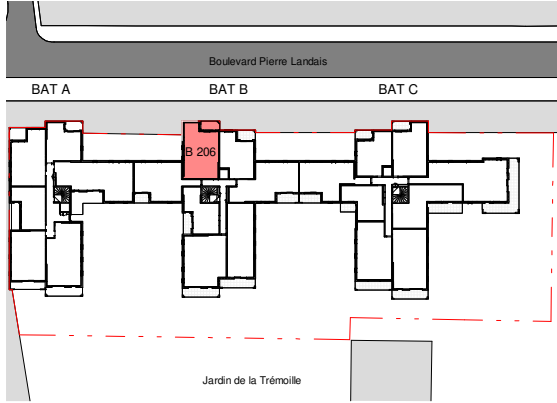 Boulevard Pierre Landais
BAT A
BAT B
BAT C
B 206
Jardin de la Trémoille